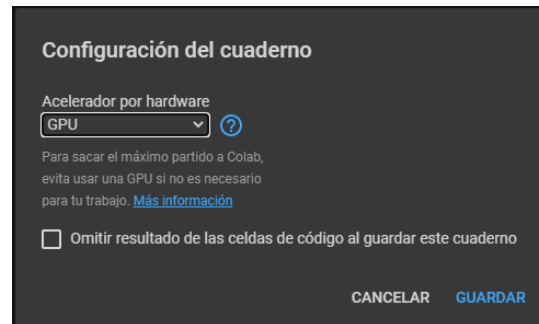 Configuración del cuaderno
Acelerador por hardware
GPU
?
Para sacar el máximo partido a Colab,
evita usar una GPU si no es necesario
para tu trabajo. Más información
Omitir resultado de las celdas de código al guardar este cuaderno
CANCELAR GUARDAR